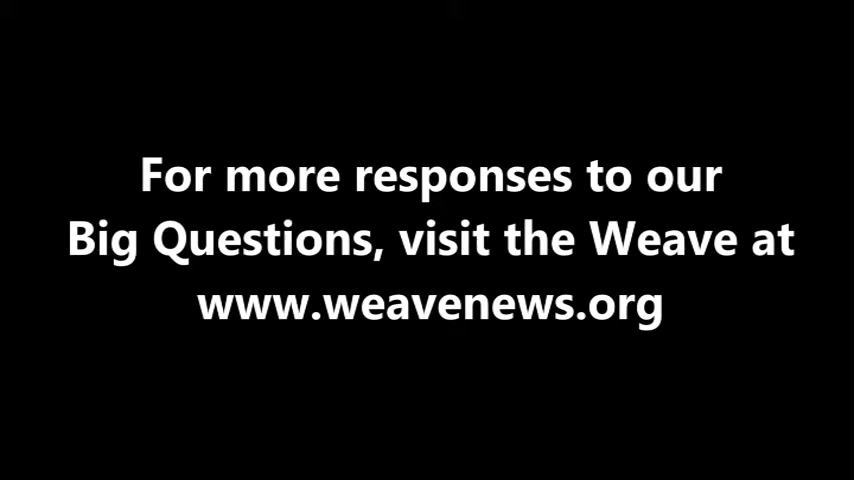 For more responses to our
Big Questions, visit the Weave at
www.weavenews.org